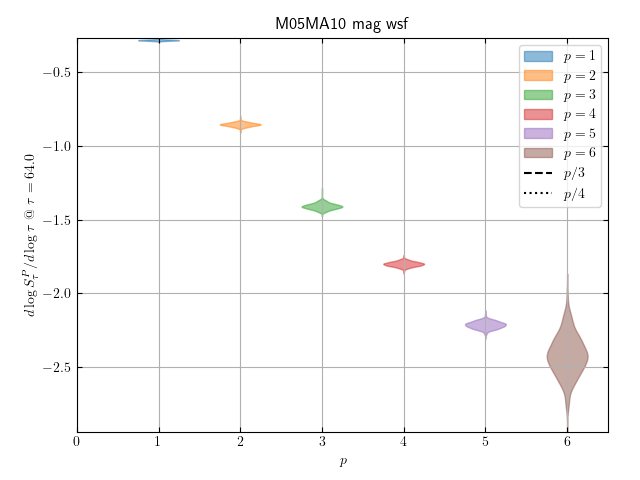 M05MA10 mag wsf
d log S_τ^P / d log τ @ τ = 64.0
−0.5
−1.0
−1.5
−2.0
−2.5
0 1 2 3 4 5 6
p
p = 1
p = 2
p = 3
p = 4
p = 5
p = 6
p/3
p/4